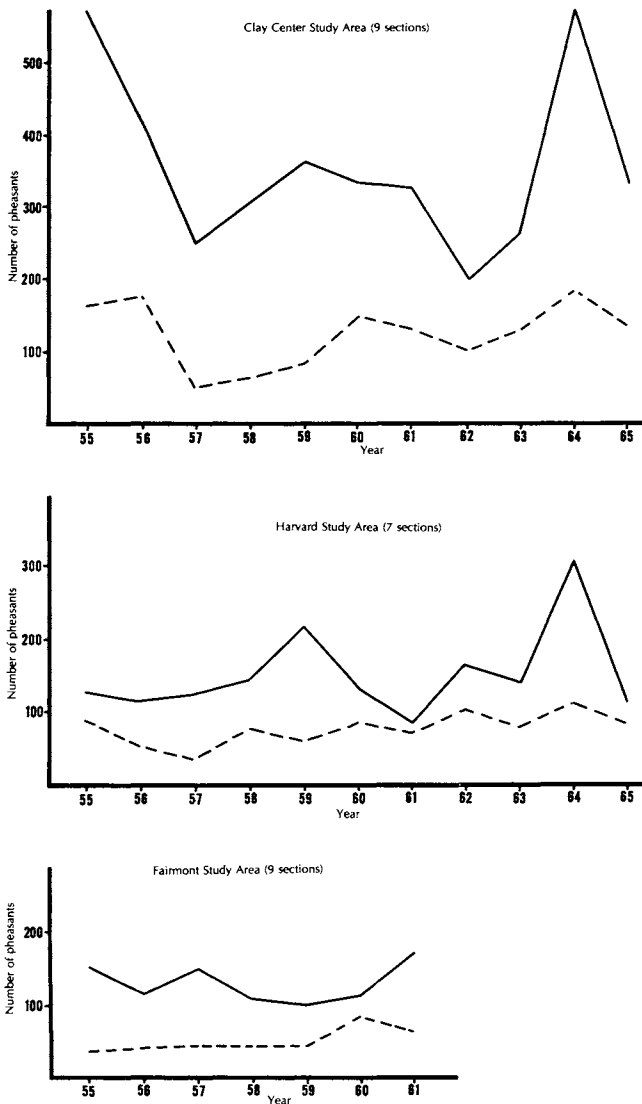 Clay Center Study Area (9 sections)
Number of pheasants
500
400
300
200
100
55 56 57 58 59 60 61 62 63 64 65
Year
Harvard Study Area (7 sections)
Number of pheasants
300
200
100
55 56 57 58 59 60 61 62 63 64 65
Year
Fairmont Study Area (9 sections)
Number of pheasants
200
100
55 56 57 58 59 60 61
Year